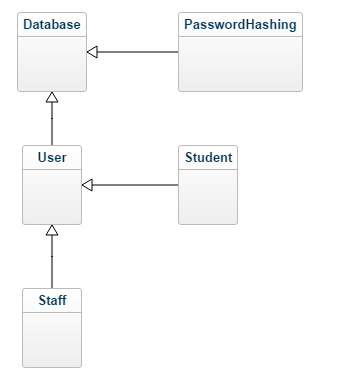 Database
PasswordHashing
User
Student
Staff